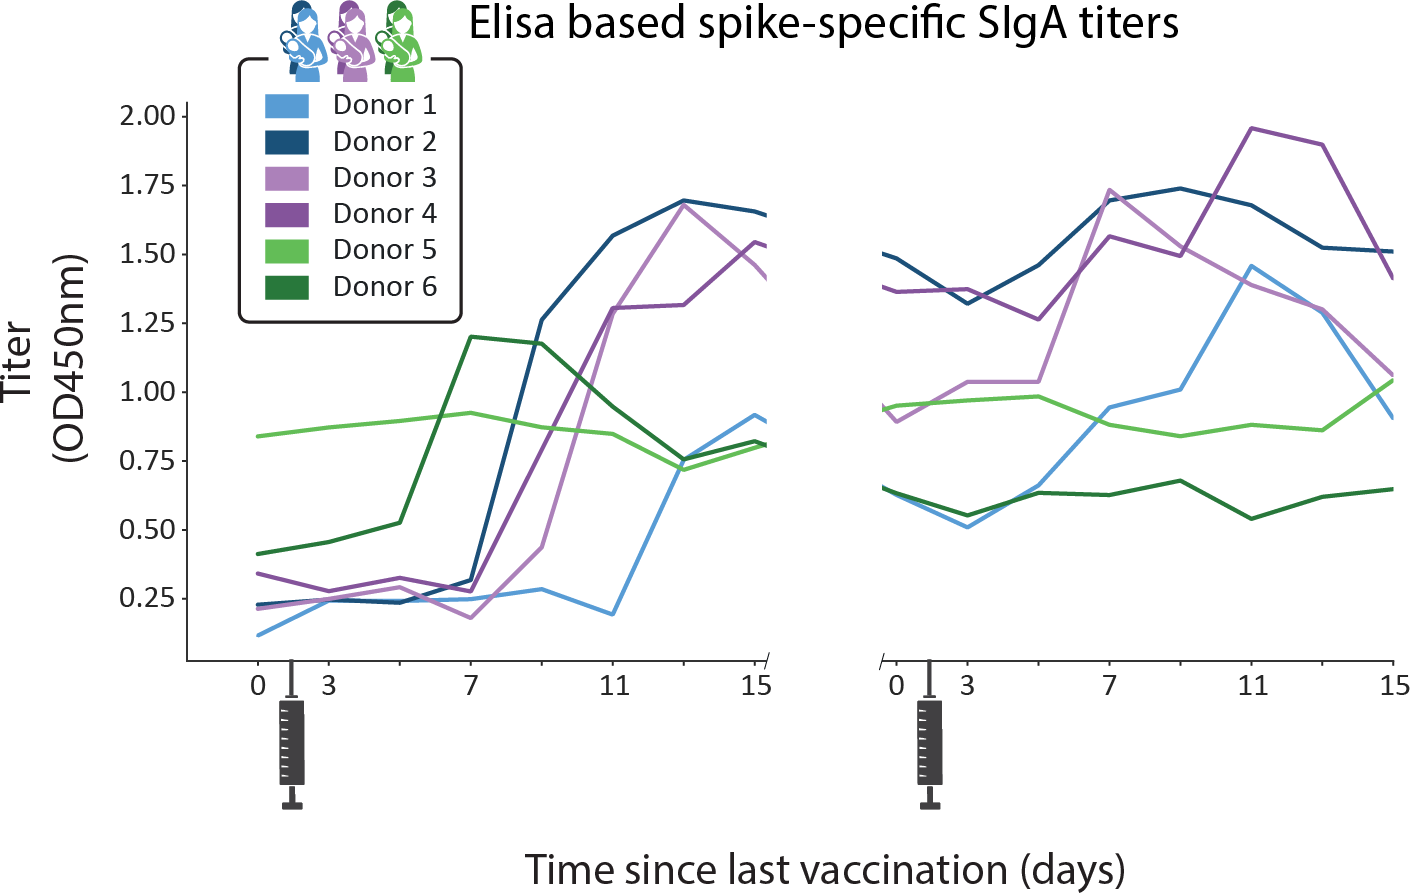 Elisa based spike-specific SIgA titers
Donor 1
Donor 2
Donor 3
Donor 4
Donor 5
Donor 6
Titer
(OD450nm)
2.00
1.75
1.50
1.25
1.00
0.75
0.50
0.25
0 3 7 11 15 0 3 7 11 15
Time since last vaccination (days)